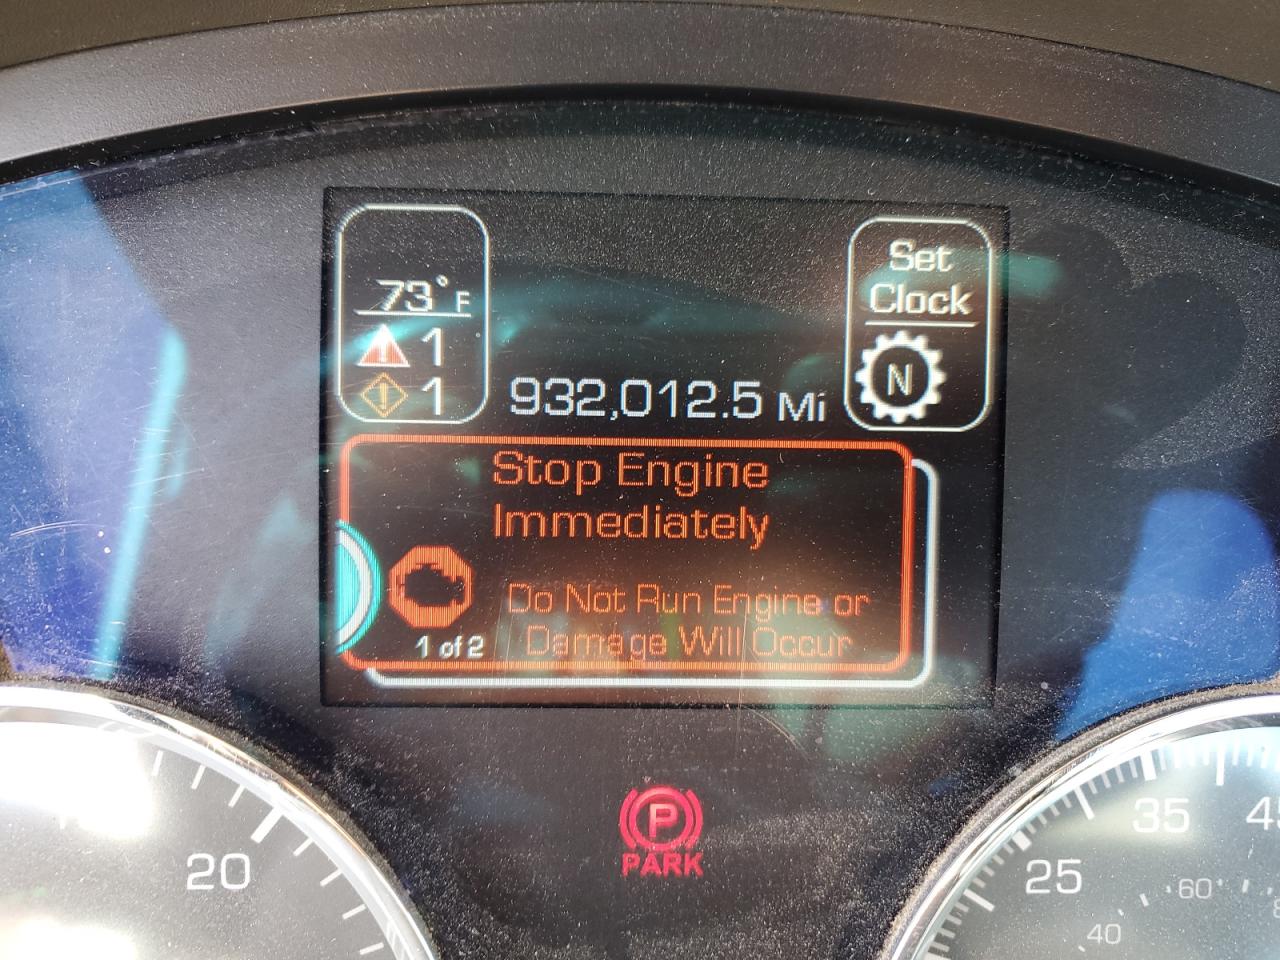 73°F
1
1
932,012.5 Mi
Set
Clock
N
Stop Engine
Immediately
Do Not Run Engine or
Damage Will Occur
1 of 2
P
PARK
20
25
35
40
60